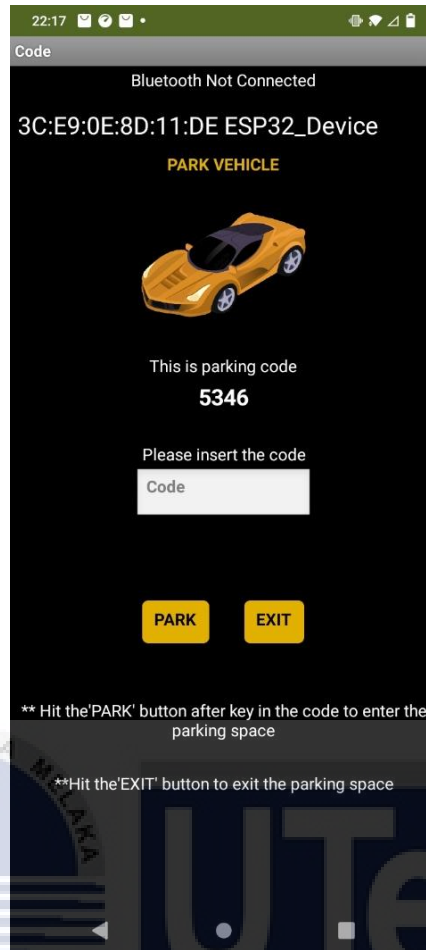 22:17
Code
Bluetooth Not Connected
3C:E9:0E:8D:11:DE ESP32_Device
PARK VEHICLE
This is parking code
5346
Please insert the code
Code
PARK EXIT
** Hit the'PARK' button after key in the code to enter the
parking space
**Hit the'EXIT' button to exit the parking space
MELAKA
UTe